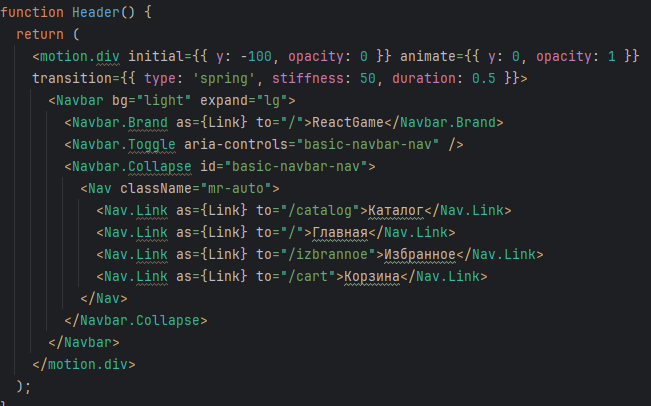 function Header() {
  return (
    <motion.div initial={{ y: -100, opacity: 0 }} animate={{ y: 0, opacity: 1 }}
    transition={{ type: 'spring', stiffness: 50, duration: 0.5 }}>
      <Navbar bg="light" expand="lg">
        <Navbar.Brand as={Link} to="/">ReactGame</Navbar.Brand>
        <Navbar.Toggle aria-controls="basic-navbar-nav" />
        <Navbar.Collapse id="basic-navbar-nav">
          <Nav className="mr-auto">
            <Nav.Link as={Link} to="/catalog">Каталог</Nav.Link>
            <Nav.Link as={Link} to="/">Главная</Nav.Link>
            <Nav.Link as={Link} to="/izbrannoe">Избранное</Nav.Link>
            <Nav.Link as={Link} to="/cart">Корзина</Nav.Link>
          </Nav>
        </Navbar.Collapse>
      </Navbar>
    </motion.div>
  );
}